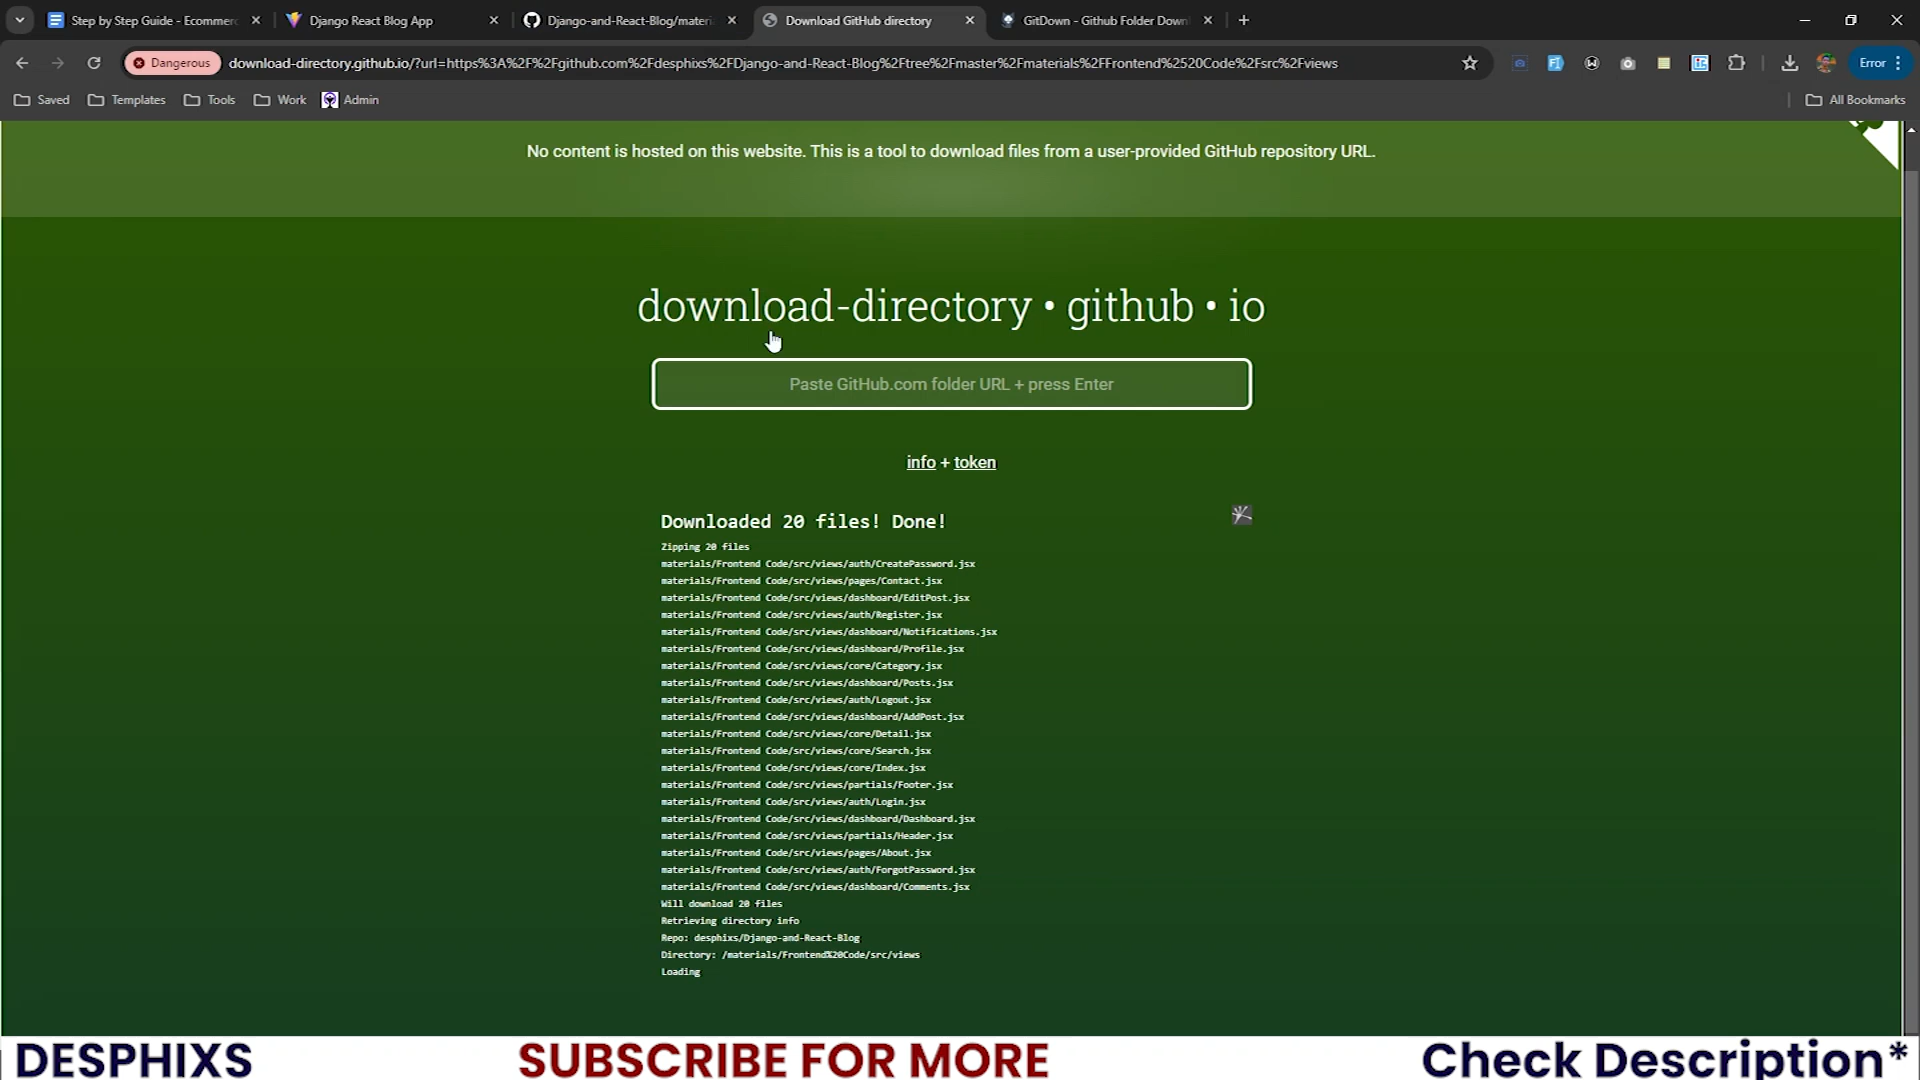 Step by Step Guide - Ecommerc
Django React Blog App
Django-and-React-Blog/materi
Download GitHub directory
GitDown - Github Folder Down
Dangerous
download-directory.github.io/?url=https%3A%2F%2Fgithub.com%2Fdesphixs%2FDjango-and-React-Blog%2Ftree%2Fmaster%2Fmaterials%2FFrontend%2520Code%2Fsrc%2Fviews
Error
Saved
Templates
Tools
Work
Admin
All Bookmarks
No content is hosted on this website. This is a tool to download files from a user-provided GitHub repository URL.
download-directory • github • io
Paste GitHub.com folder URL + press Enter
info + token
Downloaded 20 files! Done!
Zipping 20 files
materials/Frontend Code/src/views/auth/CreatePassword.jsx
materials/Frontend Code/src/views/pages/Contact.jsx
materials/Frontend Code/src/views/dashboard/EditPost.jsx
materials/Frontend Code/src/views/auth/Register.jsx
materials/Frontend Code/src/views/dashboard/Notifications.jsx
materials/Frontend Code/src/views/dashboard/Profile.jsx
materials/Frontend Code/src/views/core/Category.jsx
materials/Frontend Code/src/views/dashboard/Posts.jsx
materials/Frontend Code/src/views/auth/Logout.jsx
materials/Frontend Code/src/views/dashboard/AddPost.jsx
materials/Frontend Code/src/views/core/Detail.jsx
materials/Frontend Code/src/views/core/Search.jsx
materials/Frontend Code/src/views/core/Index.jsx
materials/Frontend Code/src/views/partials/Footer.jsx
materials/Frontend Code/src/views/auth/Login.jsx
materials/Frontend Code/src/views/dashboard/Dashboard.jsx
materials/Frontend Code/src/views/partials/Header.jsx
materials/Frontend Code/src/views/pages/About.jsx
materials/Frontend Code/src/views/auth/ForgotPassword.jsx
materials/Frontend Code/src/views/dashboard/Comments.jsx
Will download 20 files
Retrieving directory info
Repo: desphixs/Django-and-React-Blog
Directory: /materials/Frontend%20Code/src/views
Loading
DESPHIXS
SUBSCRIBE FOR MORE
Check Description*